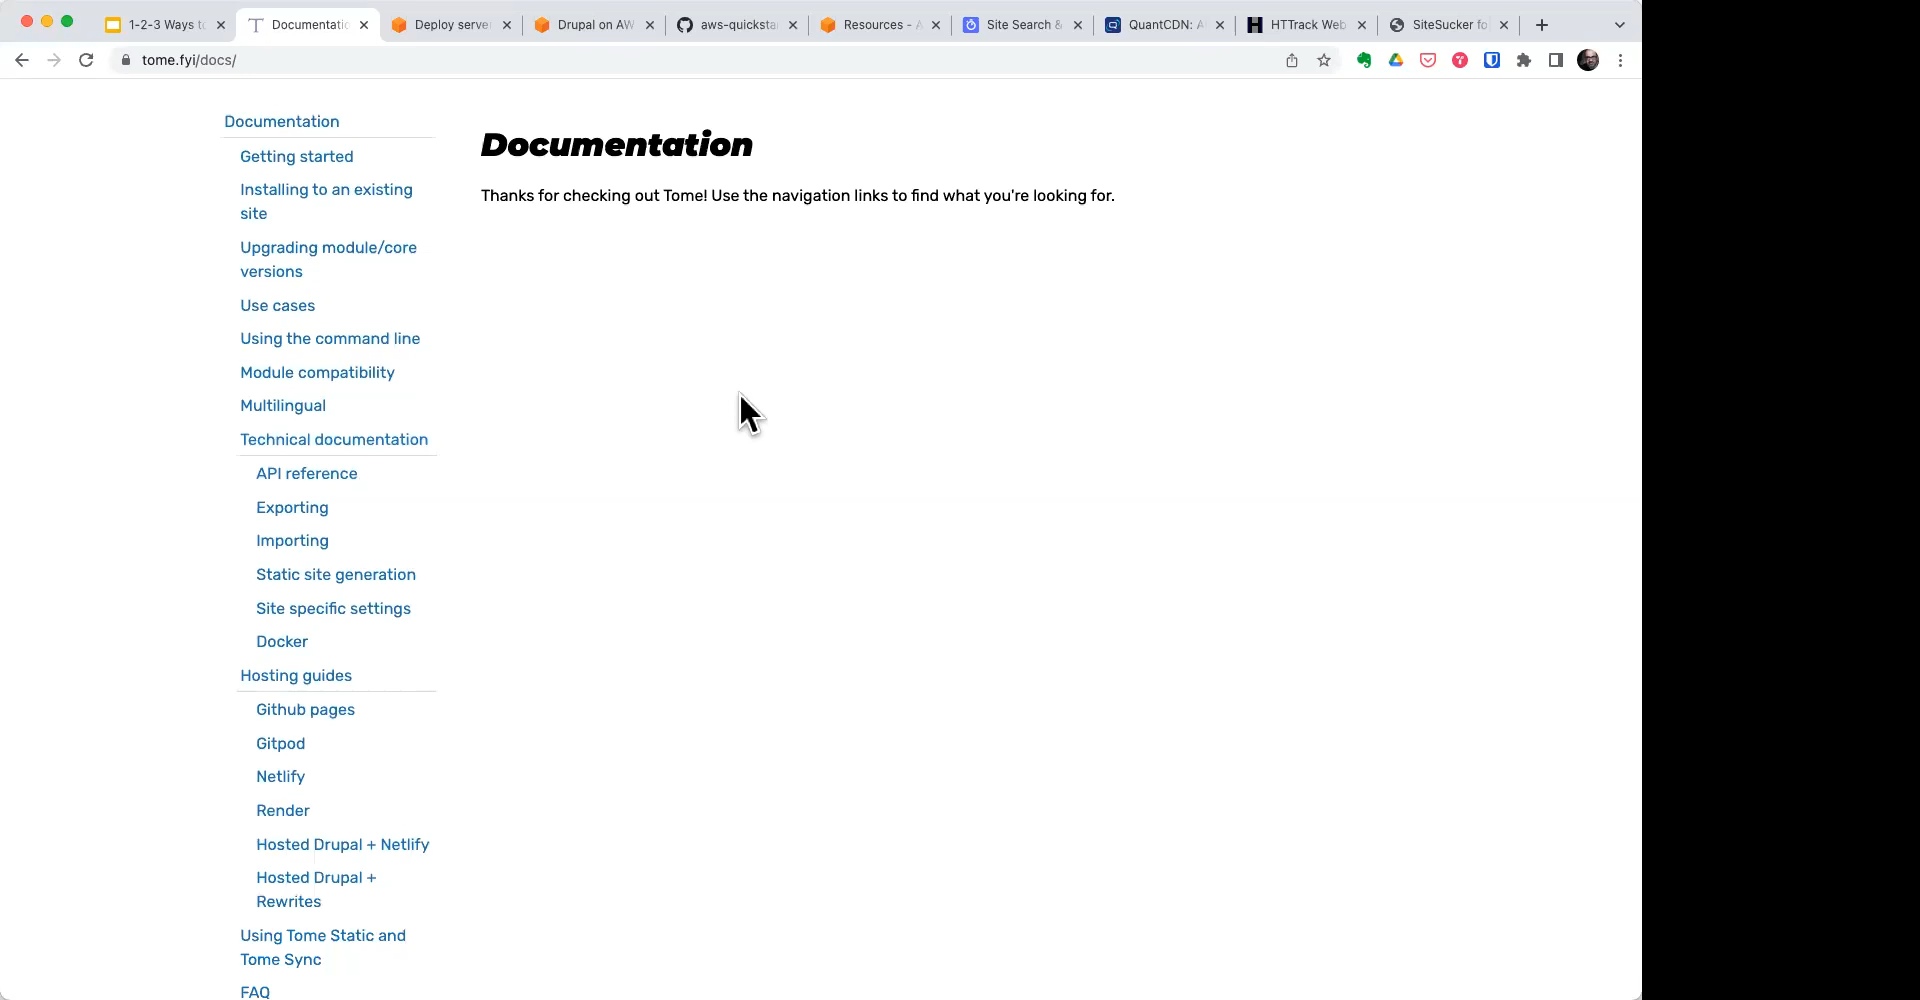 1-2-3 Ways to
Documentatio
Deploy server
Drupal on AW
aws-quickstar
Resources - A
Site Search &
QuantCDN: A
HTTrack Web
SiteSucker fo
tome.fyi/docs/
Documentation
Getting started
Installing to an existing
site
Upgrading module/core
versions
Use cases
Using the command line
Module compatibility
Multilingual
Technical documentation
API reference
Exporting
Importing
Static site generation
Site specific settings
Docker
Hosting guides
Github pages
Gitpod
Netlify
Render
Hosted Drupal + Netlify
Hosted Drupal +
Rewrites
Using Tome Static and
Tome Sync
FAQ
Documentation
Thanks for checking out Tome! Use the navigation links to find what you're looking for.